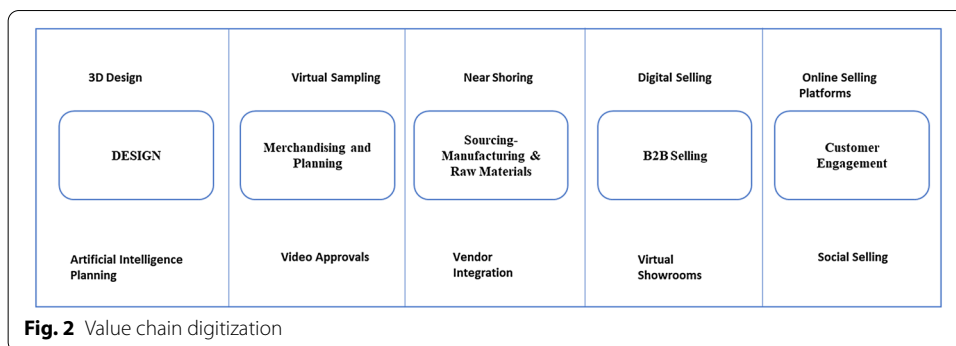 3D Design
Virtual Sampling
Near Shoring
Digital Selling
Online Selling
Platforms
DESIGN
Merchandising and
Planning
Sourcing-
Manufacturing &
Raw Materials
B2B Selling
Customer
Engagement
Artificial Intelligence
Planning
Video Approvals
Vendor
Integration
Virtual
Showrooms
Social Selling
Fig. 2 Value chain digitization